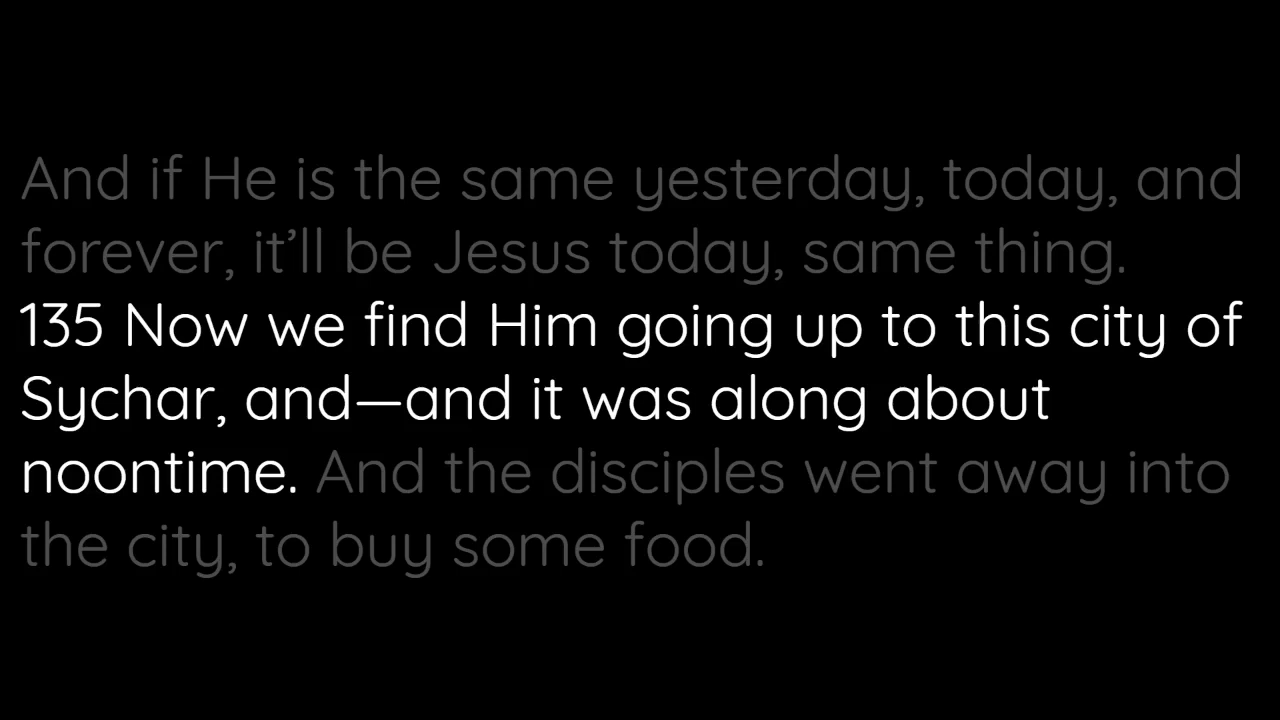 And if He is the same yesterday, today, and
forever, it’ll be Jesus today, same thing.
135 Now we find Him going up to this city of
Sychar, and—and it was along about
noontime. And the disciples went away into
the city, to buy some food.